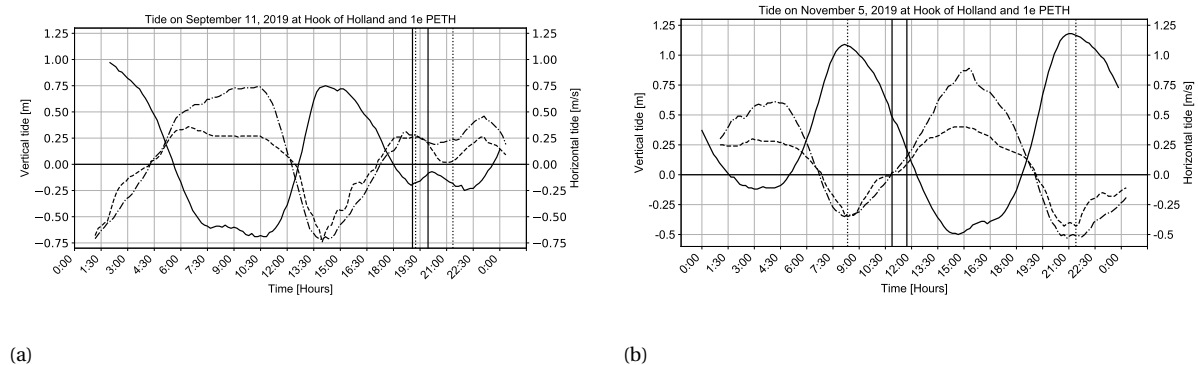 Tide on September 11, 2019 at Hook of Holland and 1e PETH
1.25 1.25
1.00 1.00
0.75 0.75
0.50 0.50
0.25 0.25
0.00 0.00
−0.25 −0.25
−0.50 −0.50
−0.75 −0.75
Vertical tide [m]
Horizontal tide [m/s]
0:00 1:30 3:00 4:30 6:00 7:30 9:00 10:30 12:00 13:30 15:00 16:30 18:00 19:30 21:00 22:30 0:00
Time [Hours]
(a)
Tide on November 5, 2019 at Hook of Holland and 1e PETH
1.25 1.25
1.0 1.0
0.75 0.75
0.5 0.5
0.25 0.25
0.0 0.0
-0.25 -0.25
-0.5 -0.5
Vertical tide [m]
Horizontal tide [m/s]
0:00 1:30 3:00 4:30 6:00 7:30 9:00 10:30 12:00 13:30 15:00 16:30 18:00 19:30 21:00 22:30 0:00
Time [Hours]
(b)